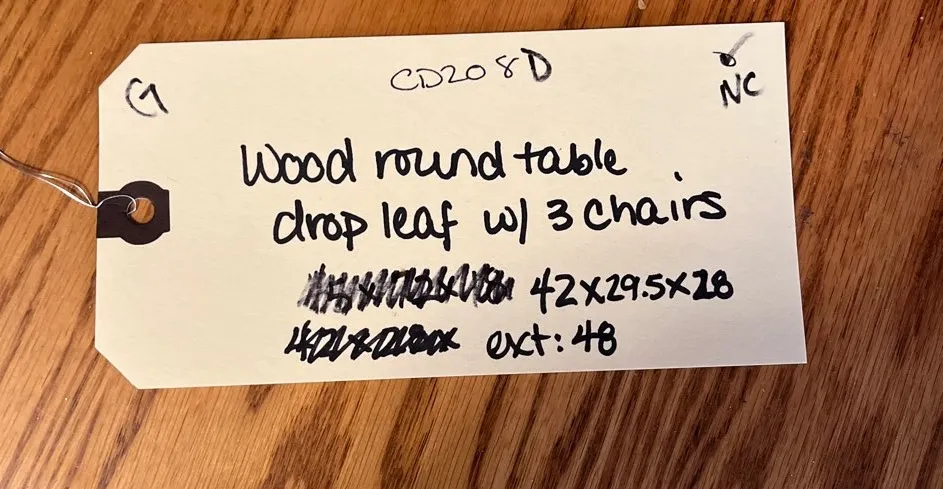 G
CD208D
NC
Wood round table
drop leaf w/ 3 chairs
42x29.5x28
ext: 48